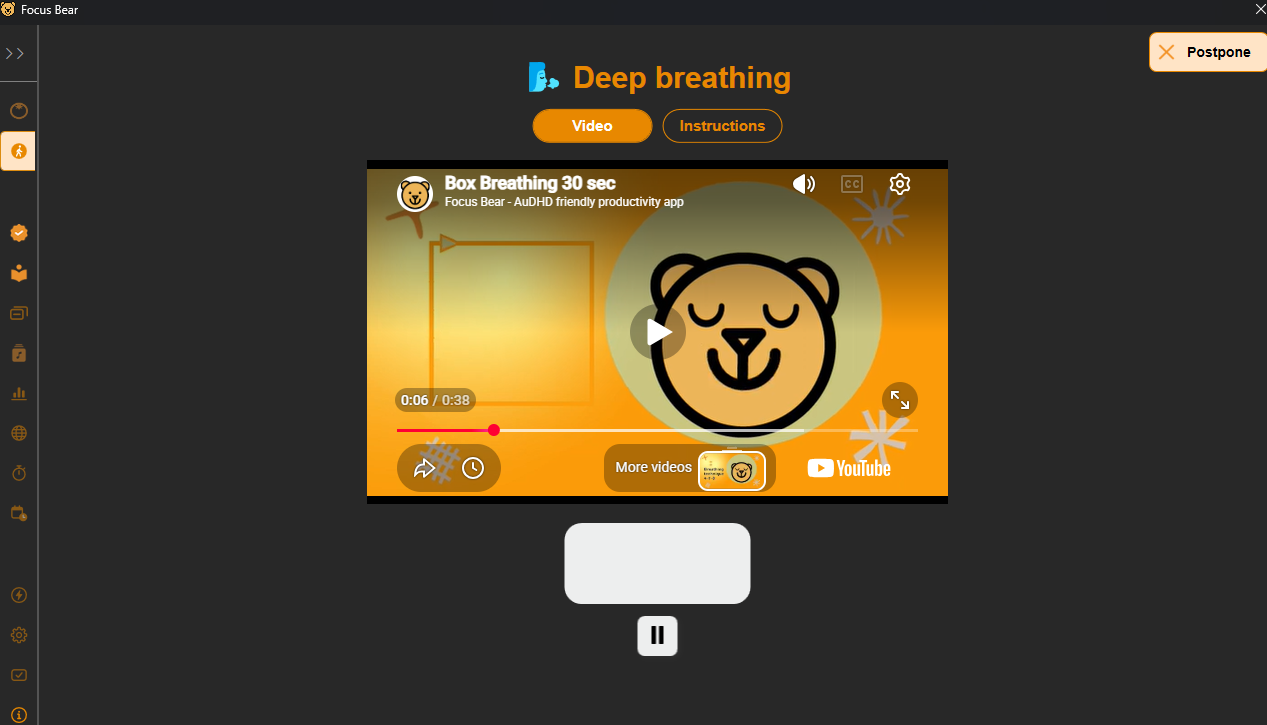 Focus Bear
Postpone
Deep breathing
Video
Instructions
Box Breathing 30 sec
Focus Bear - AuDHD friendly productivity app
CC
0:06 / 0:38
More videos
YouTube